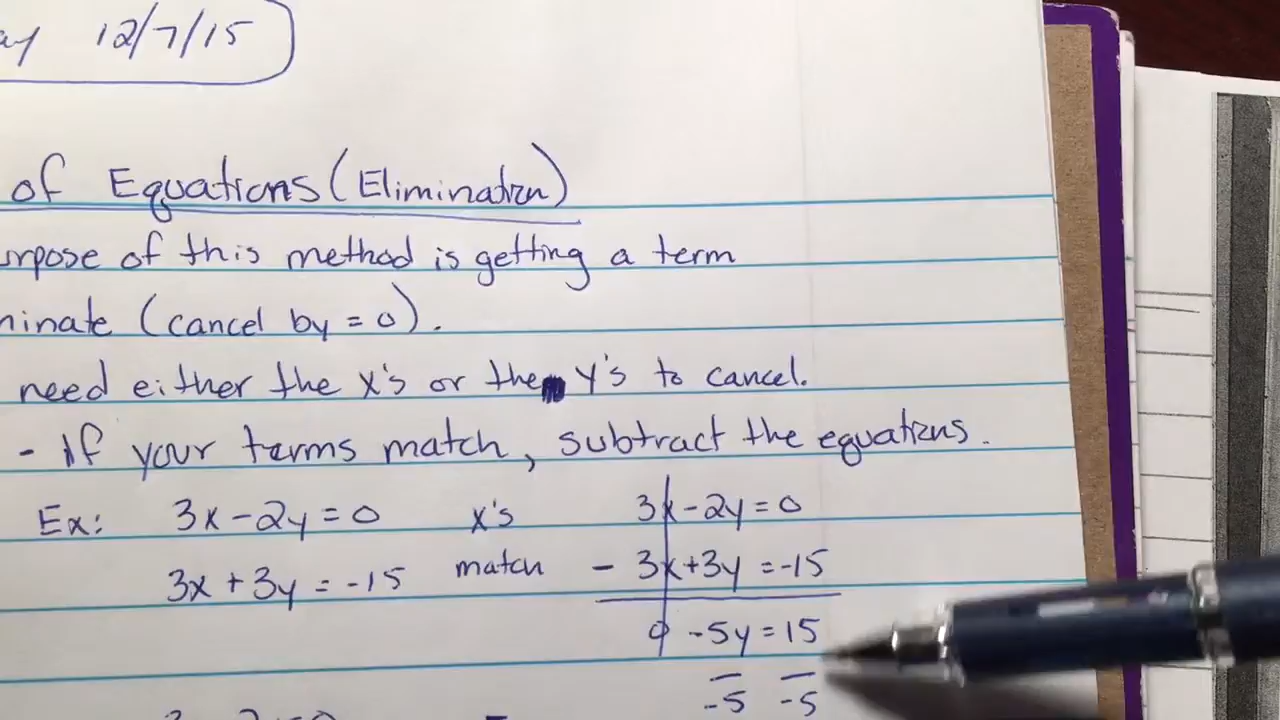 12/7/15
of Equations (Elimination)
of this method is getting a term
(cancel by = 0).
need either the x's or the y's to cancel.
- If your terms match, subtract the equations.
Ex: 3x - 2y = 0 x's 3x - 2y = 0
3x + 3y = -15 match - 3x + 3y = -15
0 -5y = 15
-5 -5